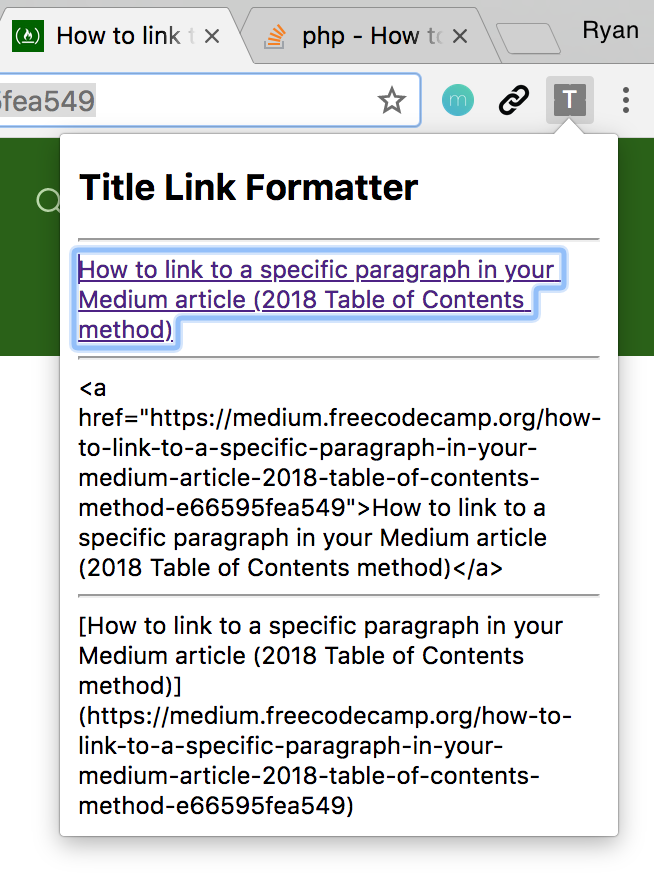 How to link t
php - How to
Ryan
fea549
m
T
Title Link Formatter
How to link to a specific paragraph in your
Medium article (2018 Table of Contents
method)
<a
href="https://medium.freecodecamp.org/how-
to-link-to-a-specific-paragraph-in-your-
medium-article-2018-table-of-contents-
method-e66595fea549">How to link to a
specific paragraph in your Medium article
(2018 Table of Contents method)</a>
[How to link to a specific paragraph in your
Medium article (2018 Table of Contents
method)]
(https://medium.freecodecamp.org/how-to-
link-to-a-specific-paragraph-in-your-
medium-article-2018-table-of-contents-
method-e66595fea549)